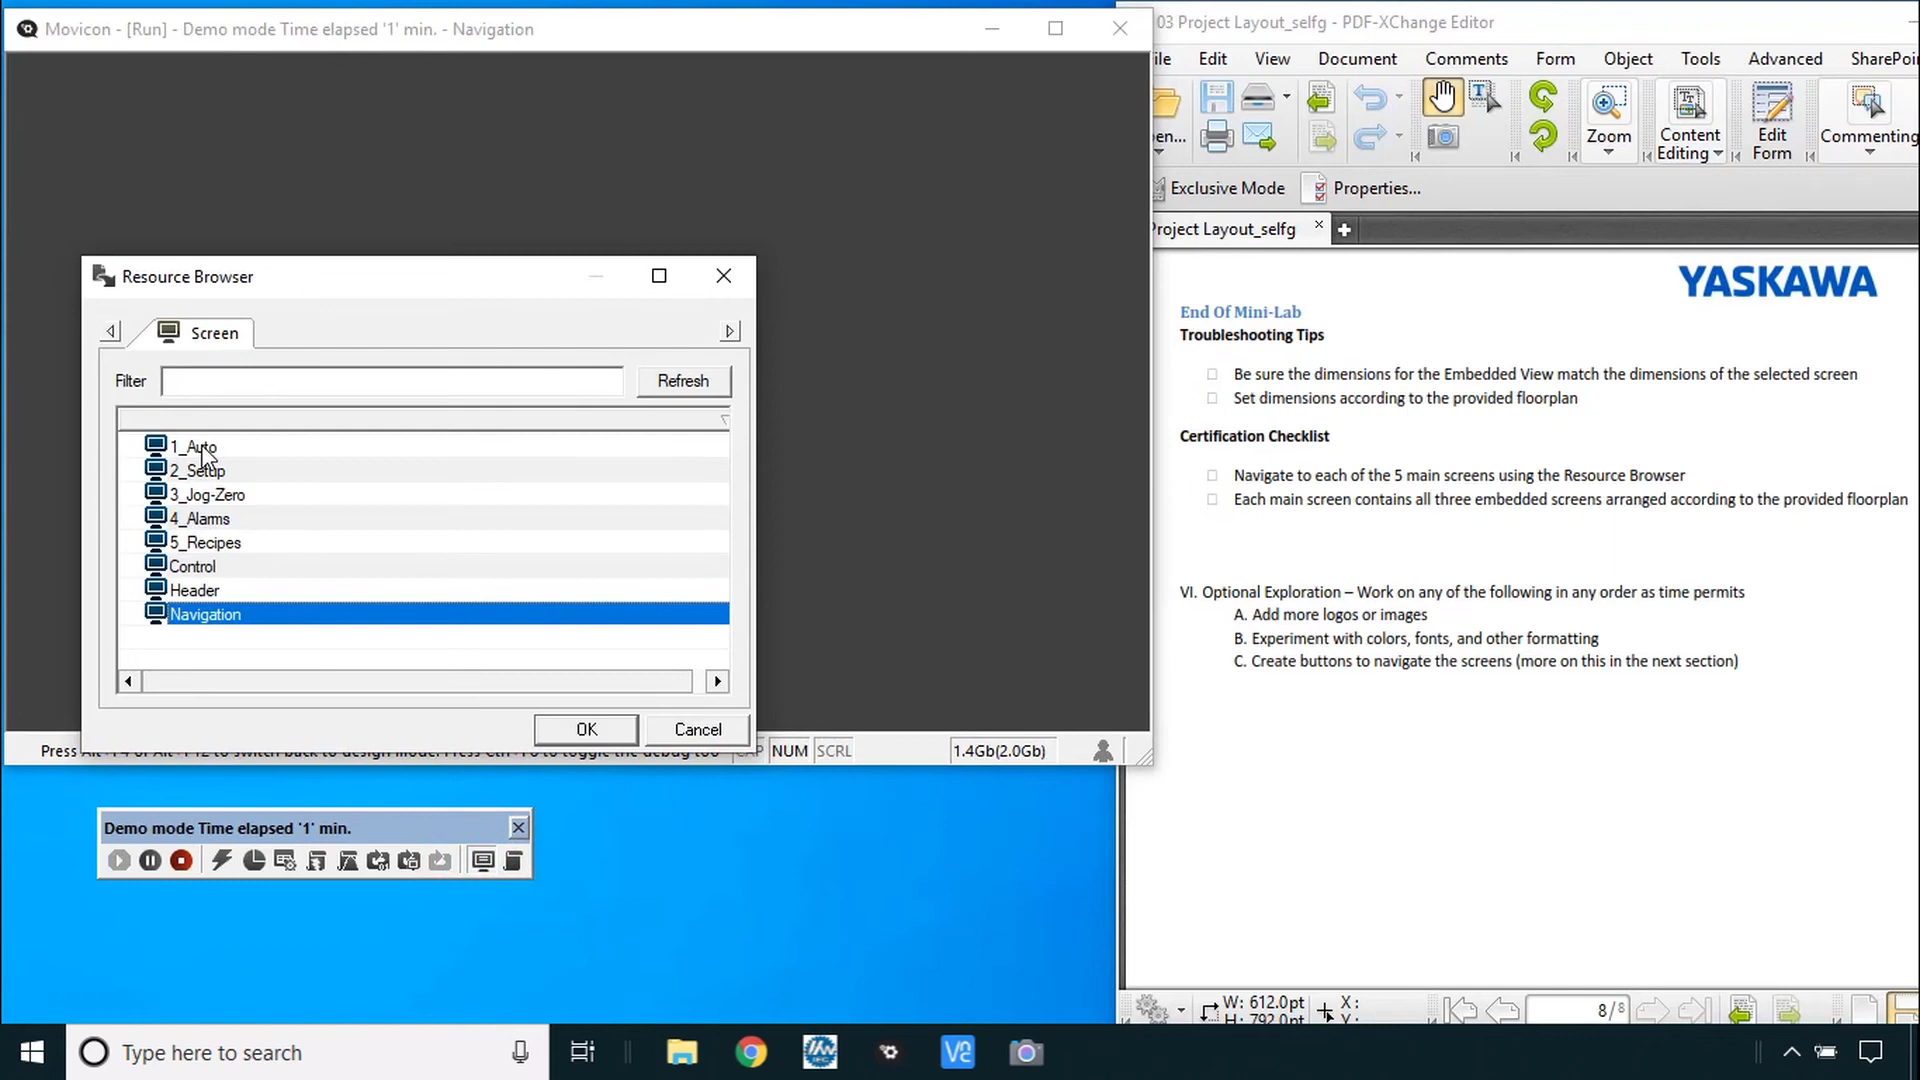 Movicon - [Run] - Demo mode Time elapsed '1' min. - Navigation
03 Project Layout_selfg - PDF-XChange Editor
ile Edit View Document Comments Form Object Tools Advanced SharePoi
en...
Zoom
Content Editing
Edit Form
Commenting
Exclusive Mode Properties...
Project Layout_selfg
YASKAWA
Resource Browser
Screen
Filter
Refresh
1_Auto
2_Setup
3_Jog-Zero
4_Alarms
5_Recipes
Control
Header
Navigation
OK Cancel
NUM SCRL 1.4Gb(2.0Gb)
Demo mode Time elapsed '1' min.
End Of Mini-Lab
Troubleshooting Tips
Be sure the dimensions for the Embedded View match the dimensions of the selected screen
Set dimensions according to the provided floorplan
Certification Checklist
Navigate to each of the 5 main screens using the Resource Browser
Each main screen contains all three embedded screens arranged according to the provided floorplan
VI. Optional Exploration – Work on any of the following in any order as time permits
A. Add more logos or images
B. Experiment with colors, fonts, and other formatting
C. Create buttons to navigate the screens (more on this in the next section)
W: 612.0pt X:
H: 792.0pt Y:
8/8
Type here to search